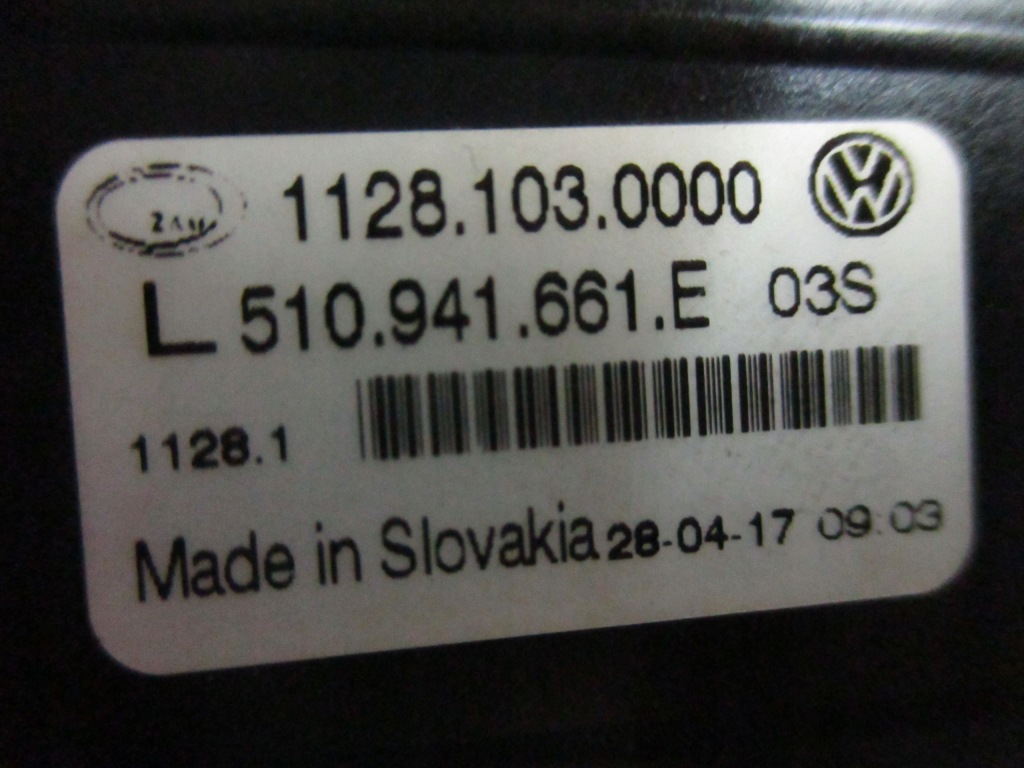 1128.103.0000
L 510.941.661.E 03S
1128.1
Made in Slovakia 28-04-17 09:03